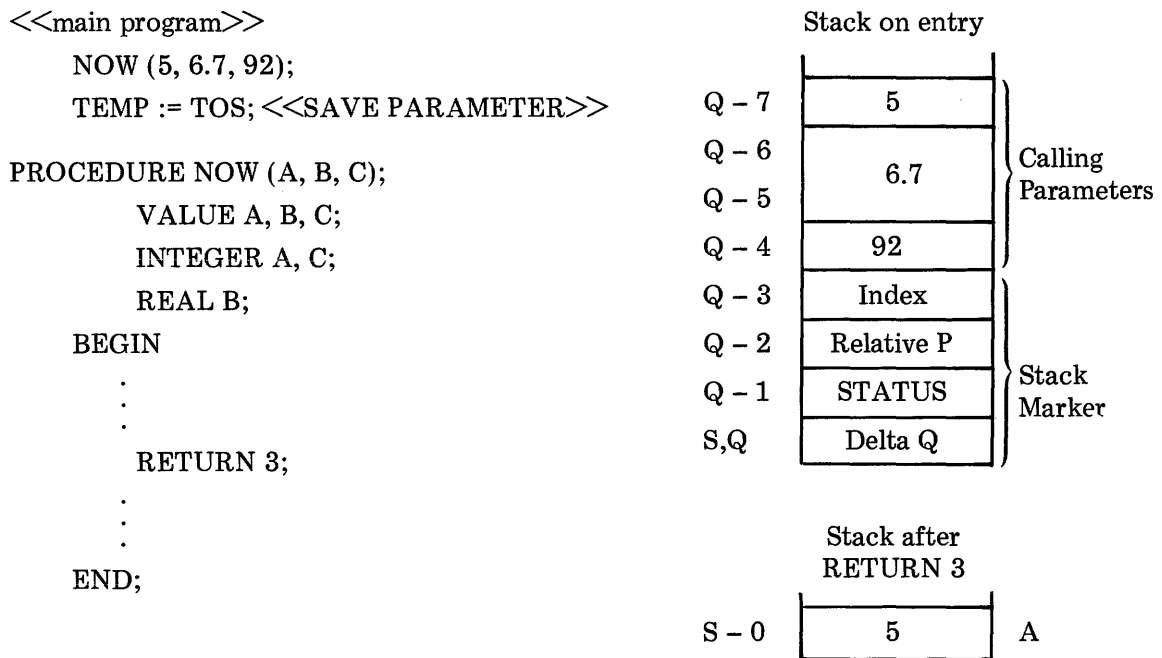 <<main program>>
NOW (5, 6.7, 92);
TEMP := TOS; <<SAVE PARAMETER>>
PROCEDURE NOW (A, B, C);
VALUE A, B, C;
INTEGER A, C;
REAL B;
BEGIN
.
.
.
RETURN 3;
.
.
.
END;
Stack on entry
Q – 7 5
Q – 6
6.7
Q – 5
Q – 4 92
Calling
Parameters
Q – 3 Index
Q – 2 Relative P
Q – 1 STATUS
S,Q Delta Q
Stack
Marker
Stack after
RETURN 3
S – 0 5 A